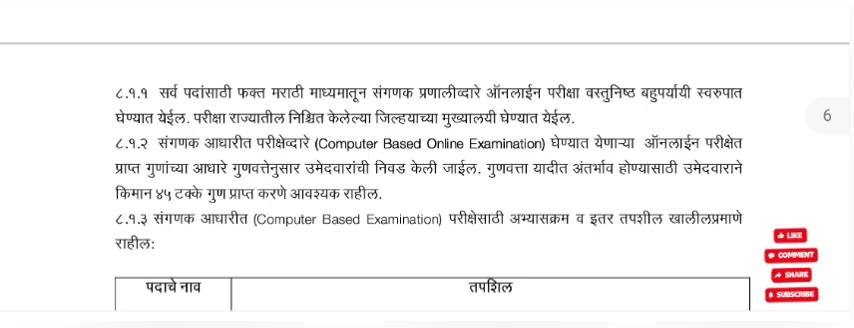 ८.१.१ सर्व पदांसाठी फक्त मराठी माध्यमातून संगणक प्रणालीव्दारे ऑनलाईन परीक्षा वस्तुनिष्ठ बहुपर्यायी स्वरुपात
घेण्यात येईल. परीक्षा राज्यातील निश्चित केलेल्या जिल्हयाच्या मुख्यालयी घेण्यात येईल.
6
८.१.२ संगणक आधारीत परीक्षेव्दारे (Computer Based Online Examination) घेण्यात येणाऱ्या ऑनलाईन परीक्षेत
प्राप्त गुणांच्या आधारे गुणवत्तेनुसार उमेदवारांची निवड केली जाईल. गुणवत्ता यादीत अंतर्भाव होण्यासाठी उमेदवाराने
किमान ४५ टक्के गुण प्राप्त करणे आवश्यक राहील.
८.१.३ संगणक आधारीत (Computer Based Examination) परीक्षेसाठी अभ्यासक्रम व इतर तपशील खालीलप्रमाणे
राहील:
LIKE
COMMENT
SHARE
SUBSCRIBE
पदाचे नाव तपशिल